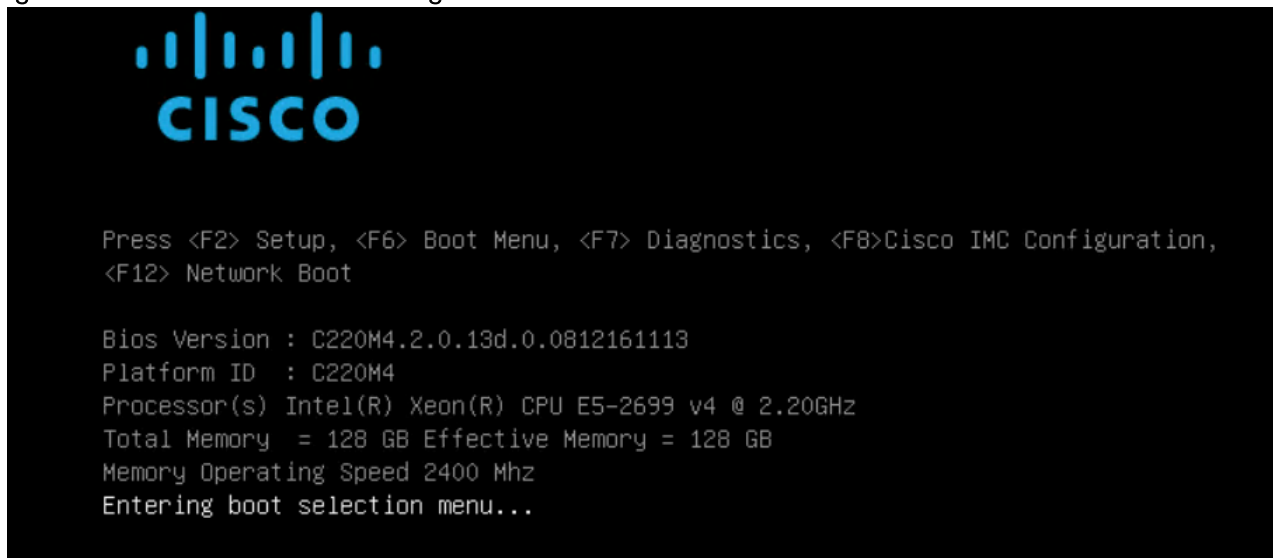 CISCO
Press <F2> Setup, <F6> Boot Menu, <F7> Diagnostics, <F8>Cisco IMC Configuration,
<F12> Network Boot
Bios Version : C220M4.2.0.13d.0.0812161113
Platform ID  : C220M4
Processor(s) Intel(R) Xeon(R) CPU E5-2699 v4 @ 2.20GHz
Total Memory  = 128 GB Effective Memory = 128 GB
Memory Operating Speed 2400 Mhz
Entering boot selection menu...